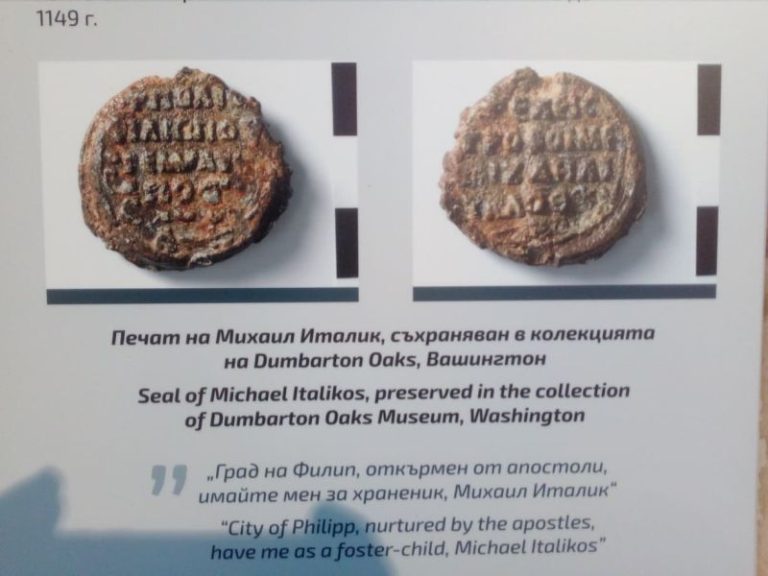 1149 г.
Печат на Михаил Италик, съхраняван в колекцията
на Dumbarton Oaks, Вашингтон
Seal of Michael Italikos, preserved in the collection
of Dumbarton Oaks Museum, Washington
„Град на Филип, откърмен от апостоли,
имайте мен за храненик, Михаил Италик“
“City of Philipp, nurtured by the apostles,
have me as a foster-child, Michael Italikos”